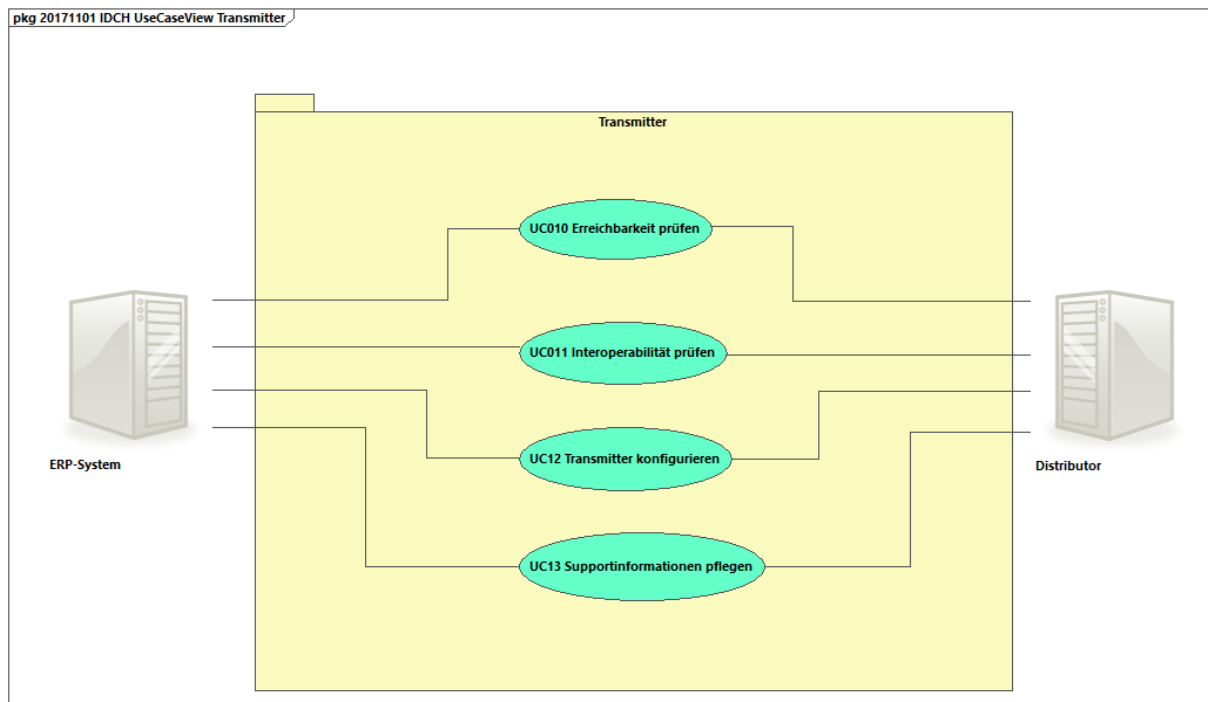 pkg 20171101 IDCH UseCaseView Transmitter
Transmitter
UC010 Erreichbarkeit prüfen
UC011 Interoperabilität prüfen
UC12 Transmitter konfigurieren
ERP-System
Distributor
UC13 Supportinformationen pflegen